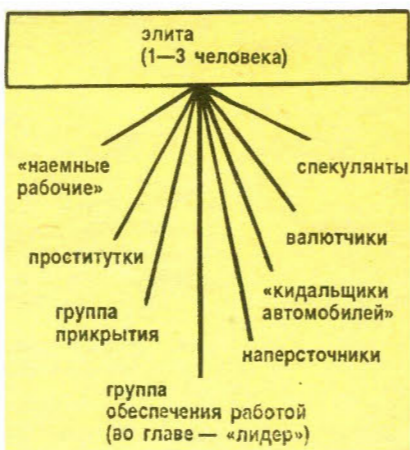 элита
(1—3 человека)
«наемные
рабочие»
спекулянты
проститутки
валютчики
группа
прикрытия
«кидальщики
автомобилей»
наперсточники
группа
обеспечения работой
(во главе — «лидер»)